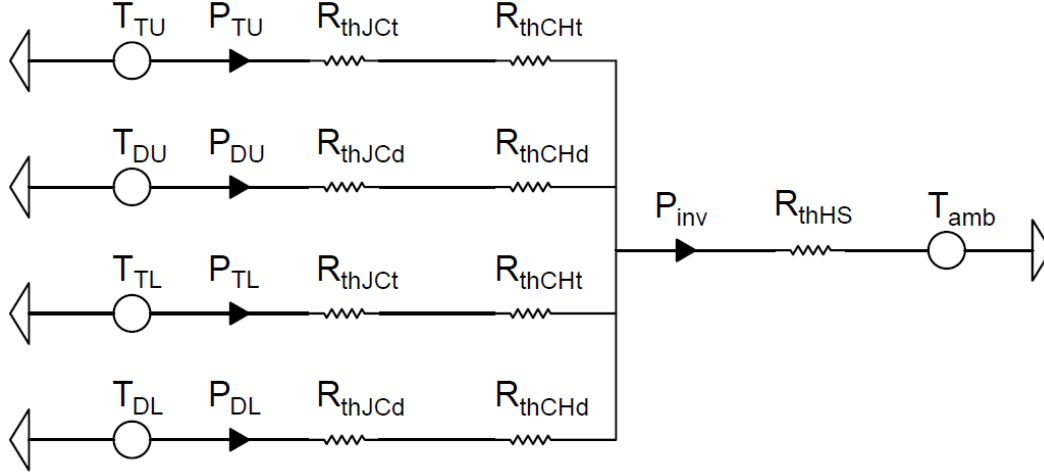 T_TU P_TU R_thJCt R_thCHt
T_DU P_DU R_thJCd R_thCHd
P_inv R_thHS T_amb
T_TL P_TL R_thJCt R_thCHt
T_DL P_DL R_thJCd R_thCHd